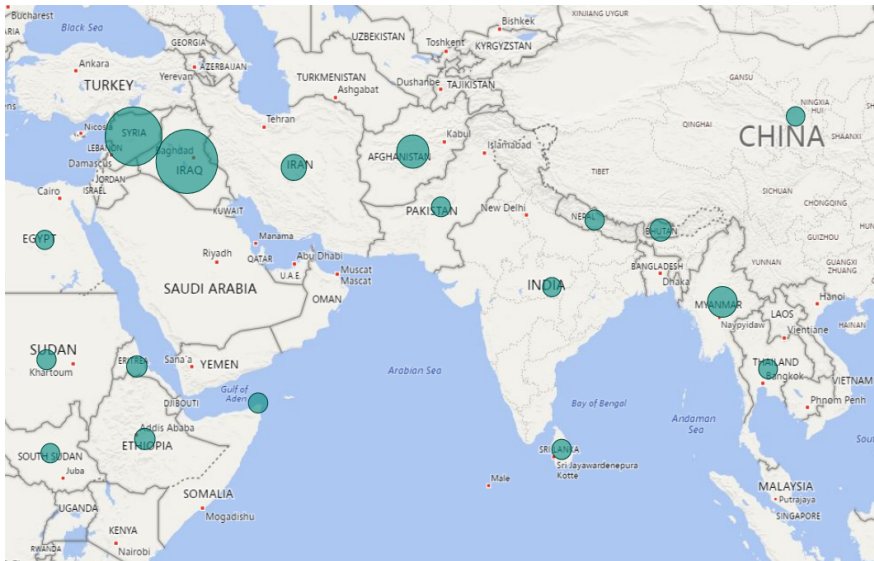 Bucharest
Black Sea
GEORGIA
UZBEKISTAN
Toshkent
Bishkek
KYRGYZSTAN
XINJIANG UYGUR
Ankara
Yerevan
AZERBAIJAN
TURKMENISTAN
Dushanbe
TAJIKISTAN
GANSU
TURKEY
Ashgabat
NINGXIA
HUI
Nicosia
SYRIA
Tehran
Kabul
QINGHAI
CHINA
SHAANXI
LEBANON
Damascus
Baghdad
IRAQ
IRAN
AFGHANISTAN
Islamabad
TIBET
JORDAN
ISRAEL
SICHUAN
Cairo
KUWAIT
PAKISTAN
New Delhi
NEPAL
BHUTAN
CHONGQING
EGYPT
Manama
QATAR
Riyadh
Abu Dhabi
U.A.E.
Muscat
Mascat
BANGLADESH
Dhaka
GUIZHOU
HUNA
YUNNAN
GUANGXI
ZHUANG
SAUDI ARABIA
OMAN
INDIA
MYANMAR
Hanoi
LAOS
HAINAN
Naypyidaw
Vientiane
SUDAN
Khartoum
ERITREA
Sana'a
YEMEN
Arabian Sea
THAILAND
Bangkok
VIETNAM
Gulf of
Aden
DJIBOUTI
Bay of Bengal
Andaman
Sea
Phnom Penh
Addis Ababa
ETHIOPIA
SOUTH SUDAN
Juba
SRI LANKA
Sri Jayawardenepura
Kotte
Sou
Male
SOMALIA
MALAYSIA
Putrajaya
UGANDA
Mogadishu
SINGAPORE
KENYA
RWANDA
Nairobi